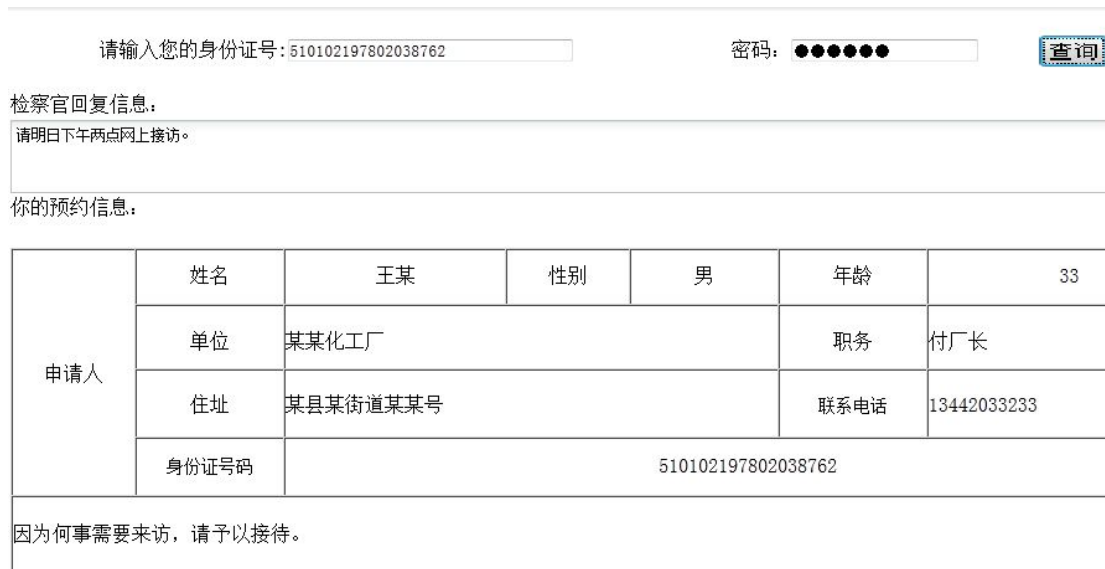 请输入您的身份证号:510102197802038762 密码：●●●●●● 查询
检察官回复信息：
请明日下午两点网上接访。
你的预约信息：
申请人
姓名 王某 性别 男 年龄 33
单位 某某化工厂 职务 付厂长
住址 某县某街道某某号 联系电话 13442033233
身份证号码 510102197802038762
因为何事需要来访，请予以接待。